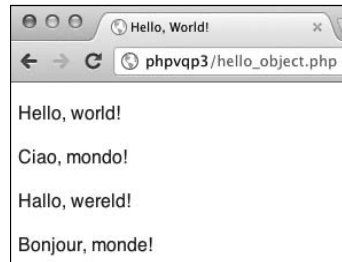 Hello, World!
phpvqp3/hello_object.php
Hello, world!
Ciao, mondo!
Hallo, wereld!
Bonjour, monde!